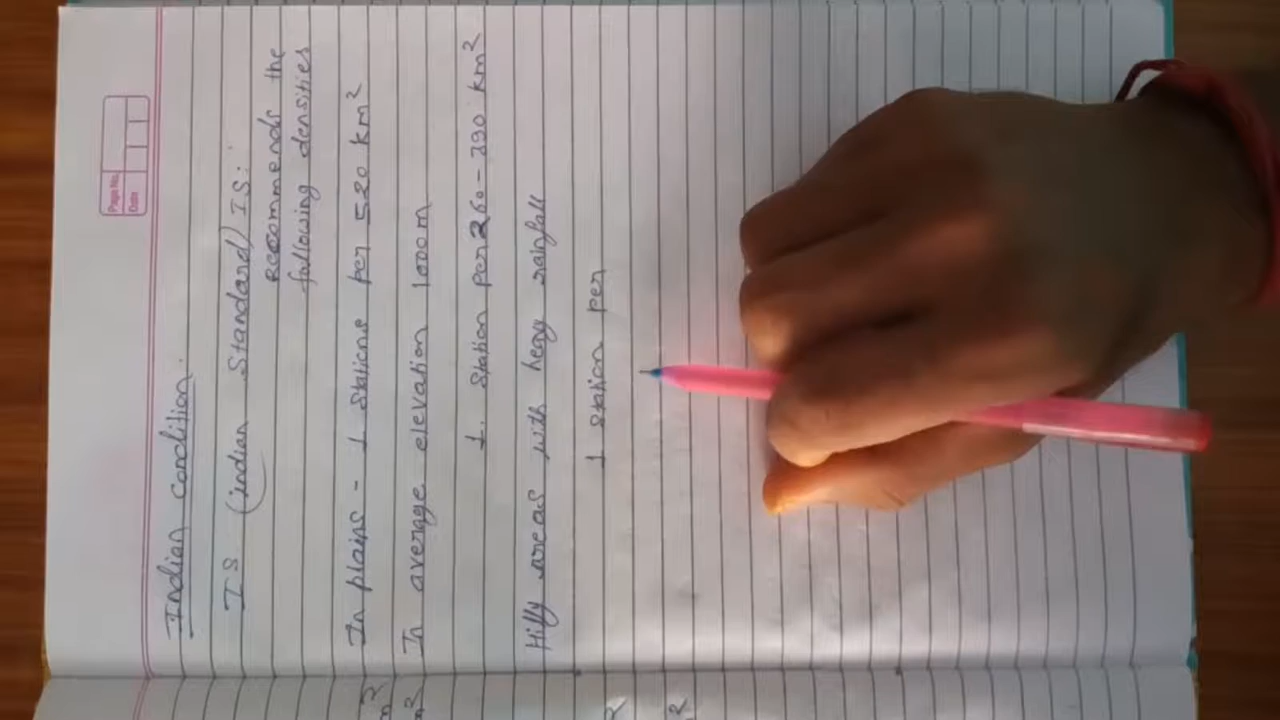 Page No.
Date
Indian condition.
IS (indian Standard) IS:
recommends the
following densities
In plains - 1 stations per 520 km²
In average elevation 1000m
1. Station per 260-390 km²
Hilly areas with heavy rainfall
1 station per